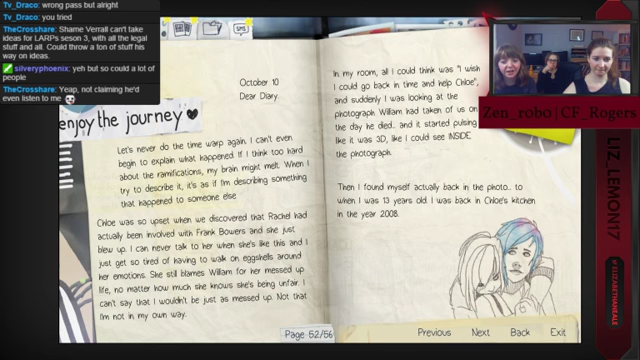 Tv_Draco: wrong pass but alright
Tv_Draco: you tried
TheCrosshare: Shame Verrall can't take
ideas for LARPs seson 3, with all the legal
stuff and all. Could throw a ton of stuff his
way on ideas.
silveryphoenix: yeh but so could a lot of
people
TheCrosshare: Yeap, not claiming he'd
even listen to me
SMS
October 10
Dear Diary.
enjoy the journey
Let's never do the time warp again. I can't even
begin to explain what happened. If I think too hard
about the ramifications, my brain might melt. When I
try to describe it, it's as if I'm describing something
that happened to someone else
Chloe was so upset when we discovered that Rachel had
actually been involved with Frank Bowers and she just
blew up. I can never talk to her when she's like this and I
just get so tired of having to walk on eggshells around
her emotions. She still blames William for her messed up
life, no matter how much she knows she's being unfair. I
can't say that I wouldn't be just as messed up. Not that
I'm not in my own way.
In my room, all I could think was "I wish
I could go back in time and help Chloe",
and suddenly I was looking at the
photograph William had taken of us on
the day he died.. and it started pulsing
like it was 3D, like I could see INSIDE
the photograph.
Then I found myself actually back in the photo.. to
when I was 13 years old. I was back in Chloe's kitchen
in the year 2008.
Page 52/56
Previous
Next
Back
Exit
Zen_robo|CF_Rogers
LIZ_LEMON17
@ELIZABETHNEALE